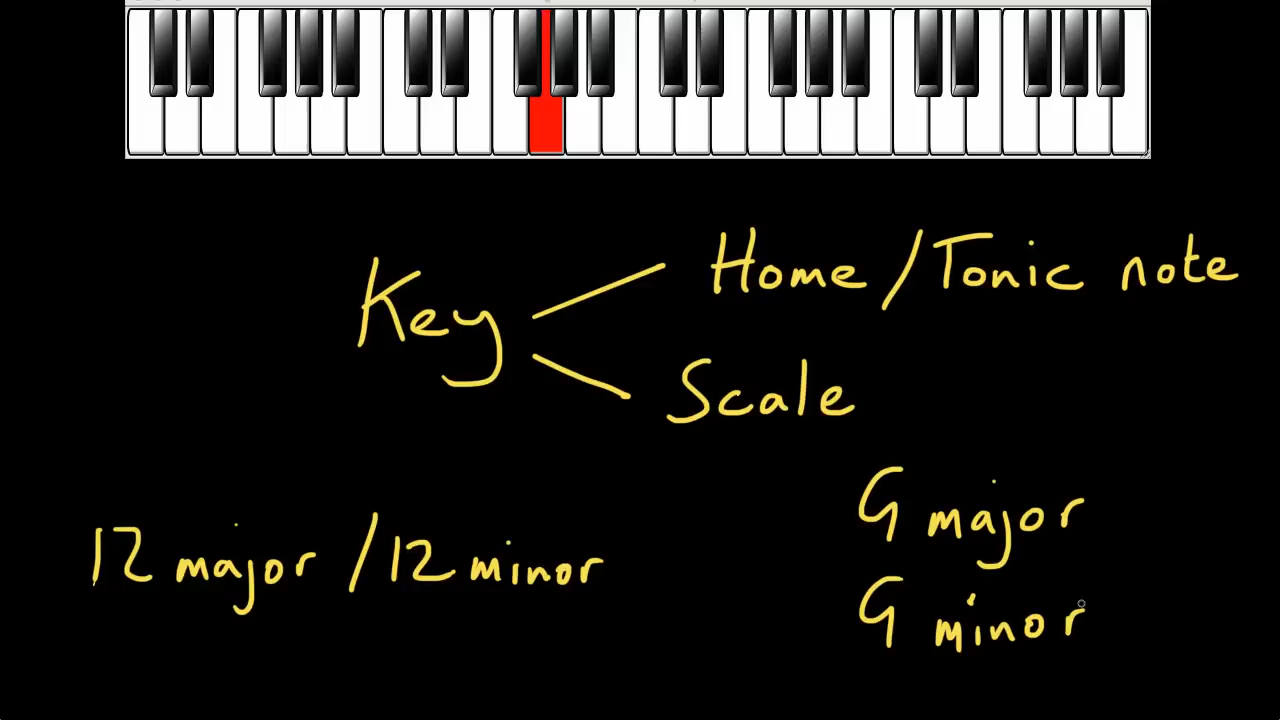 Home/Tonic note
Key
Scale
G major
12 major/12 minor
G minor